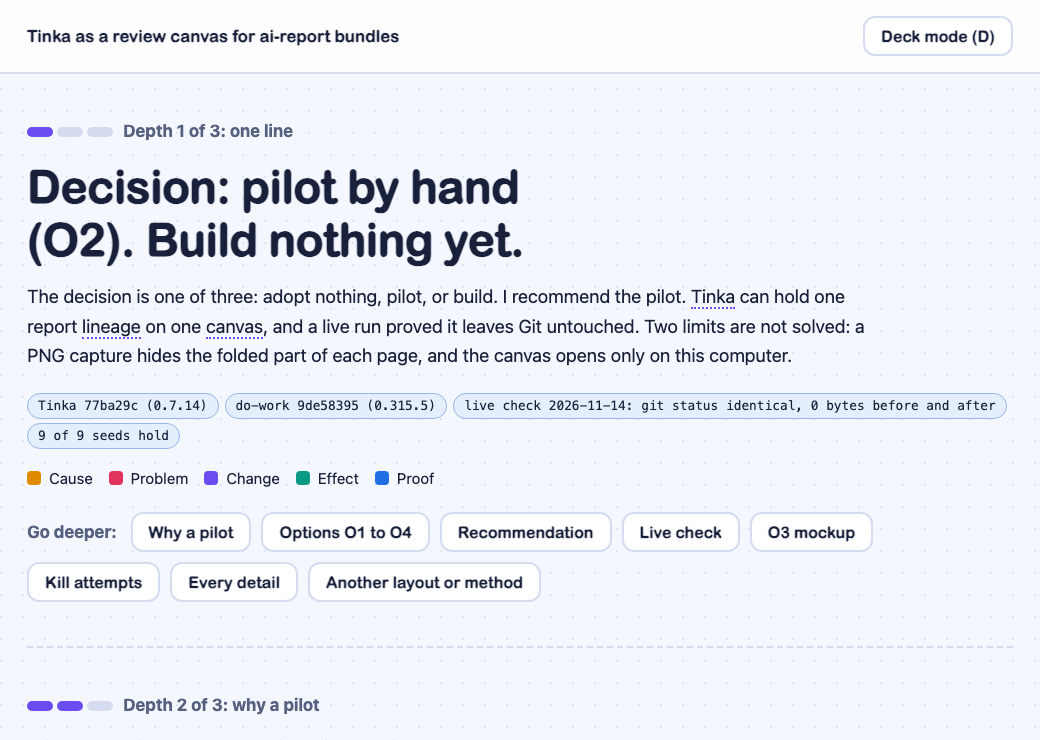 Tinka as a review canvas for ai-report bundles
Deck mode (D)
Depth 1 of 3: one line
Decision: pilot by hand
(O2). Build nothing yet.
The decision is one of three: adopt nothing, pilot, or build. I recommend the pilot. Tinka can hold one
report lineage on one canvas, and a live run proved it leaves Git untouched. Two limits are not solved: a
PNG capture hides the folded part of each page, and the canvas opens only on this computer.
Tinka 77ba29c (0.7.14)
do-work 9de58395 (0.315.5)
live check 2026-11-14: git status identical, 0 bytes before and after
9 of 9 seeds hold
Cause
Problem
Change
Effect
Proof
Go deeper:
Why a pilot
Options O1 to O4
Recommendation
Live check
O3 mockup
Kill attempts
Every detail
Another layout or method
Depth 2 of 3: why a pilot